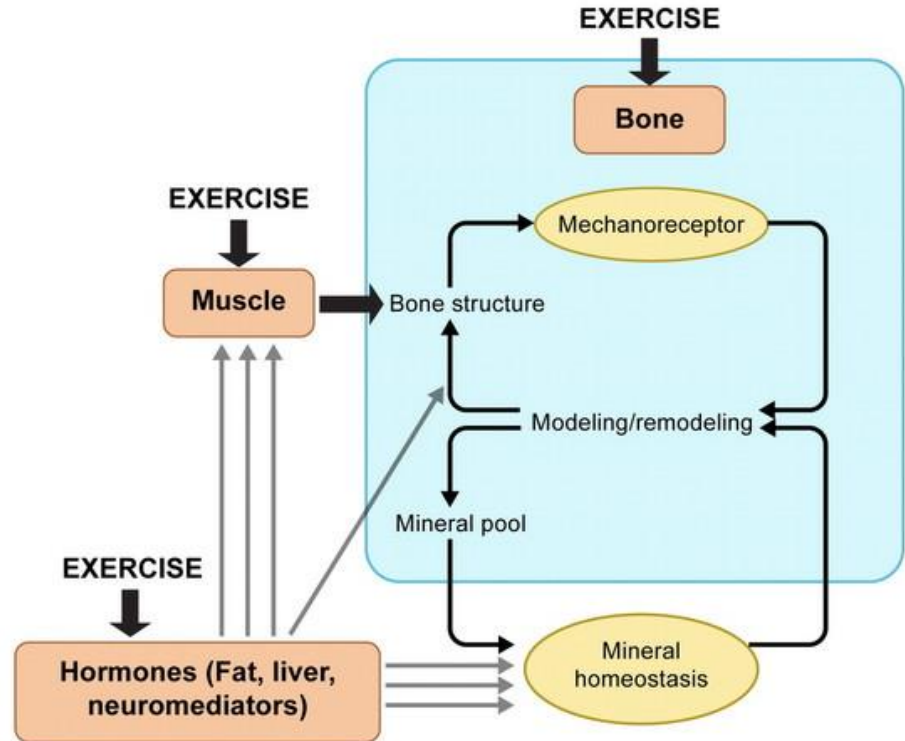 EXERCISE
Bone
EXERCISE
Mechanoreceptor
Muscle
Bone structure
Modeling/remodeling
Mineral pool
EXERCISE
Hormones (Fat, liver,
neuromediators)
Mineral
homeostasis